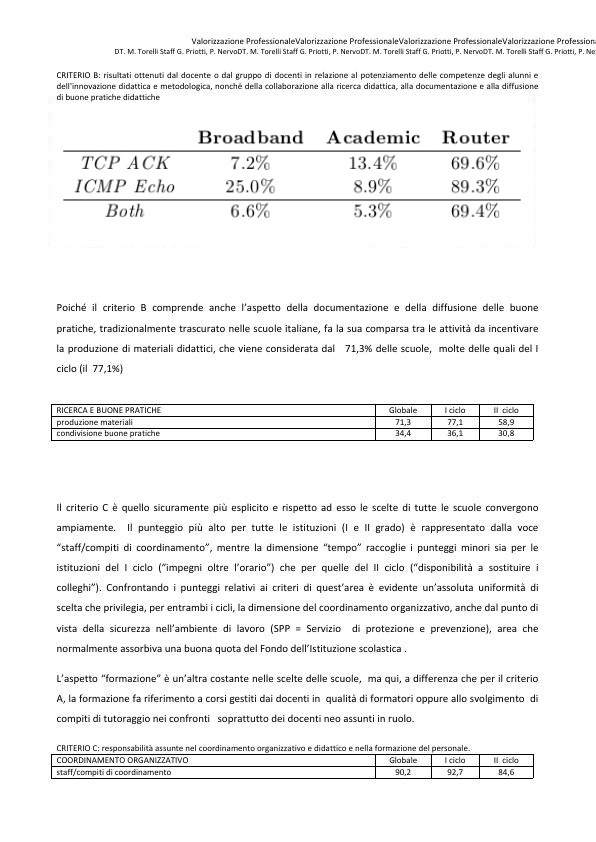 Valorizzazione ProfessionaleValorizzazione ProfessionaleValorizzazione ProfessionaleValorizzazione Professiona
DT. M. Torelli Staff G. Priotti, P. NervoDT. M. Torelli Staff G. Priotti, P. NervoDT. M. Torelli Staff G. Priotti, P. NervoDT. M. Torelli Staff G. Priotti, P. Ne
CRITERIO B: risultati ottenuti dal docente o dal gruppo di docenti in relazione al potenziamento delle competenze degli alunni e
dell'innovazione didattica e metodologica, nonché della collaborazione alla ricerca didattica, alla documentazione e alla diffusione
di buone pratiche didattiche
Broadband Academic Router
TCP ACK 7.2% 13.4% 69.6%
ICMP Echo 25.0% 8.9% 89.3%
Both 6.6% 5.3% 69.4%
Poiché il criterio B comprende anche l'aspetto della documentazione e della diffusione delle buone
pratiche, tradizionalmente trascurato nelle scuole italiane, fa la sua comparsa tra le attività da incentivare
la produzione di materiali didattici, che viene considerata dal 71,3% delle scuole, molte delle quali del I
ciclo (il 77,1%)
RICERCA E BUONE PRATICHE Globale I ciclo II ciclo
produzione materiali 71,3 77,1 58,9
condivisione buone pratiche 34,4 36,1 30,8
Il criterio C è quello sicuramente più esplicito e rispetto ad esso le scelte di tutte le scuole convergono
ampiamente. Il punteggio più alto per tutte le istituzioni (I e II grado) è rappresentato dalla voce
“staff/compiti di coordinamento”, mentre la dimensione “tempo” raccoglie i punteggi minori sia per le
istituzioni del I ciclo (“impegni oltre l'orario”) che per quelle del II ciclo (“disponibilità a sostituire i
colleghi”). Confrontando i punteggi relativi ai criteri di quest'area è evidente un'assoluta uniformità di
scelta che privilegia, per entrambi i cicli, la dimensione del coordinamento organizzativo, anche dal punto di
vista della sicurezza nell'ambiente di lavoro (SPP = Servizio di protezione e prevenzione), area che
normalmente assorbiva una buona quota del Fondo dell'Istituzione scolastica .
L'aspetto “formazione” è un'altra costante nelle scelte delle scuole, ma qui, a differenza che per il criterio
A, la formazione fa riferimento a corsi gestiti dai docenti in qualità di formatori oppure allo svolgimento di
compiti di tutoraggio nei confronti soprattutto dei docenti neo assunti in ruolo.
CRITERIO C: responsabilità assunte nel coordinamento organizzativo e didattico e nella formazione del personale.
COORDINAMENTO ORGANIZZATIVO Globale I ciclo II ciclo
staff/compiti di coordinamento 90,2 92,7 84,6